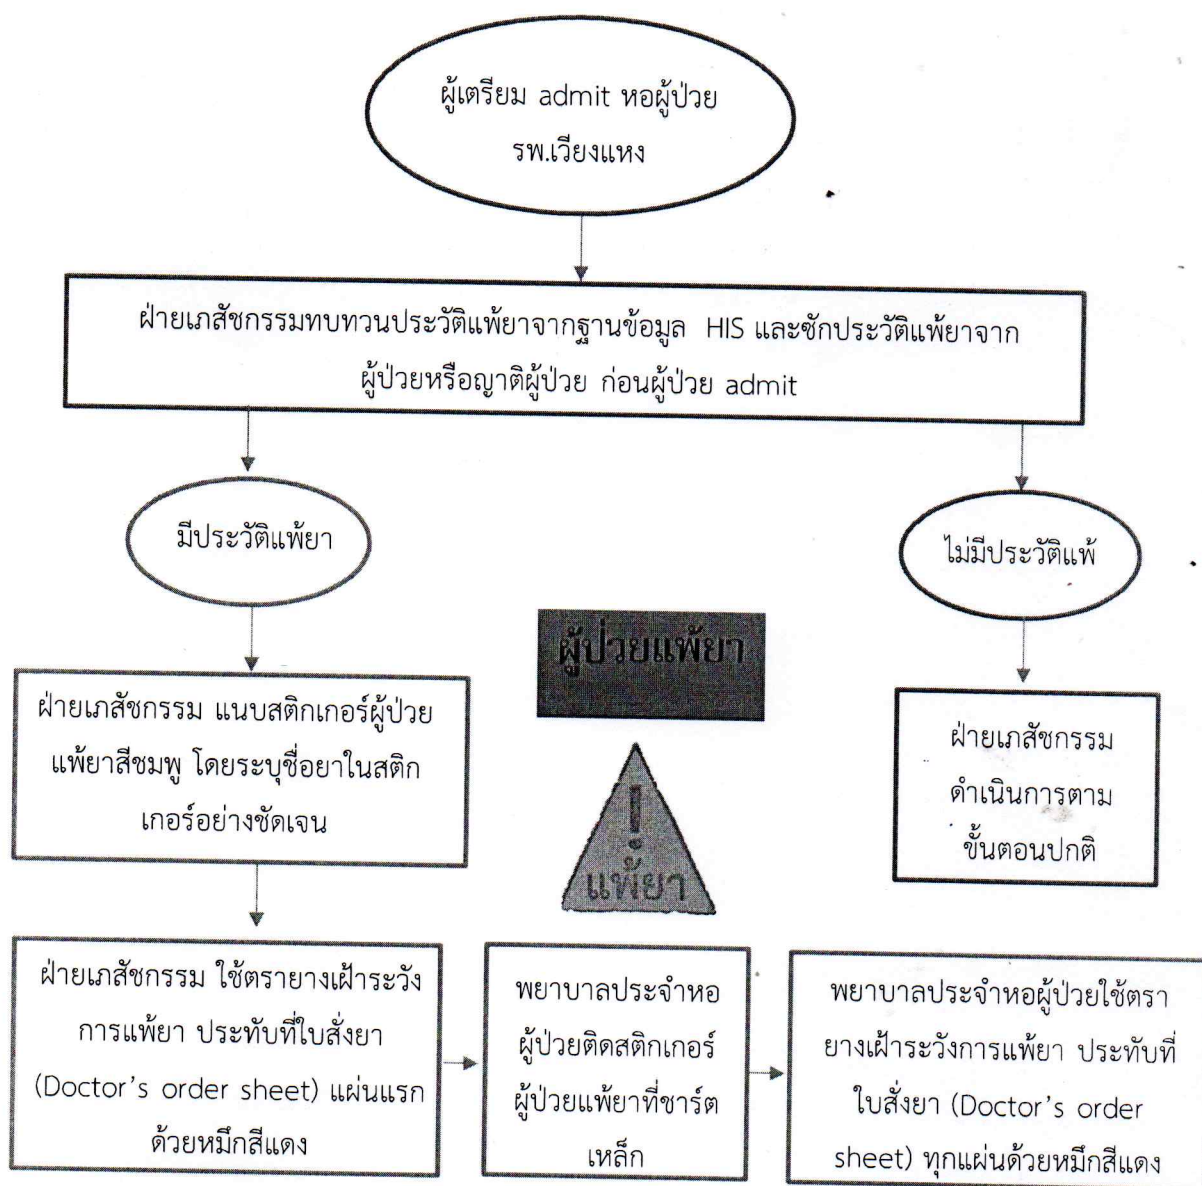 ผู้เตรียม admit หอผู้ป่วย
รพ.เวียงแหง
ฝ่ายเภสัชกรรมทบทวนประวัติแพ้ยาจากฐานข้อมูล HIS และซักประวัติแพ้ยาจาก
ผู้ป่วยหรือญาติผู้ป่วย ก่อนผู้ป่วย admit
มีประวัติแพ้ยา
ไม่มีประวัติแพ้
ผู้ป่วยแพ้ยา
ฝ่ายเภสัชกรรม แนบสติกเกอร์ผู้ป่วย
แพ้ยาสีชมพู โดยระบุชื่อยาในสติก
เกอร์อย่างชัดเจน
!
แพ้ยา
ฝ่ายเภสัชกรรม
ดำเนินการตาม
ขั้นตอนปกติ
ฝ่ายเภสัชกรรม ใช้ตรายางเฝ้าระวัง
การแพ้ยา ประทับที่ใบสั่งยา
(Doctor's order sheet) แผ่นแรก
ด้วยหมึกสีแดง
พยาบาลประจำหอ
ผู้ป่วยติดสติกเกอร์
ผู้ป่วยแพ้ยาที่ชาร์ต
เหล็ก
พยาบาลประจำหอผู้ป่วยใช้ตรา
ยางเฝ้าระวังการแพ้ยา ประทับที่
ใบสั่งยา (Doctor's order
sheet) ทุกแผ่นด้วยหมึกสีแดง